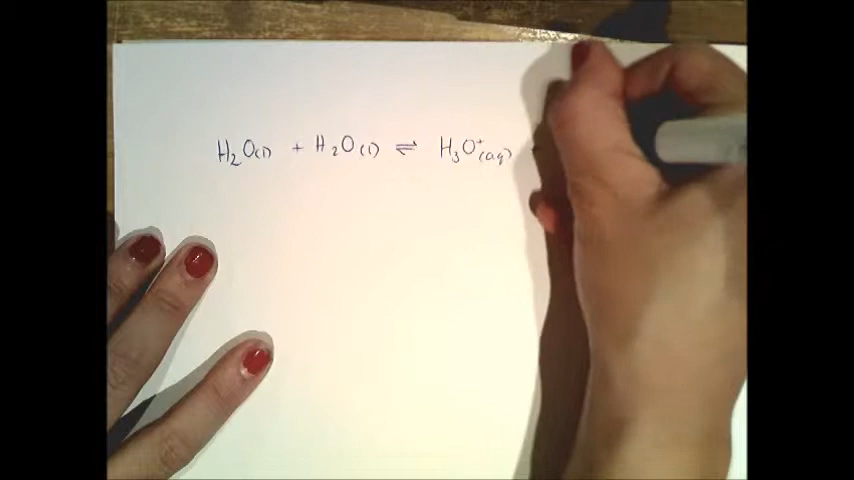 H₂O(l) + H₂O(l) ⇌ H₃O⁺(aq)